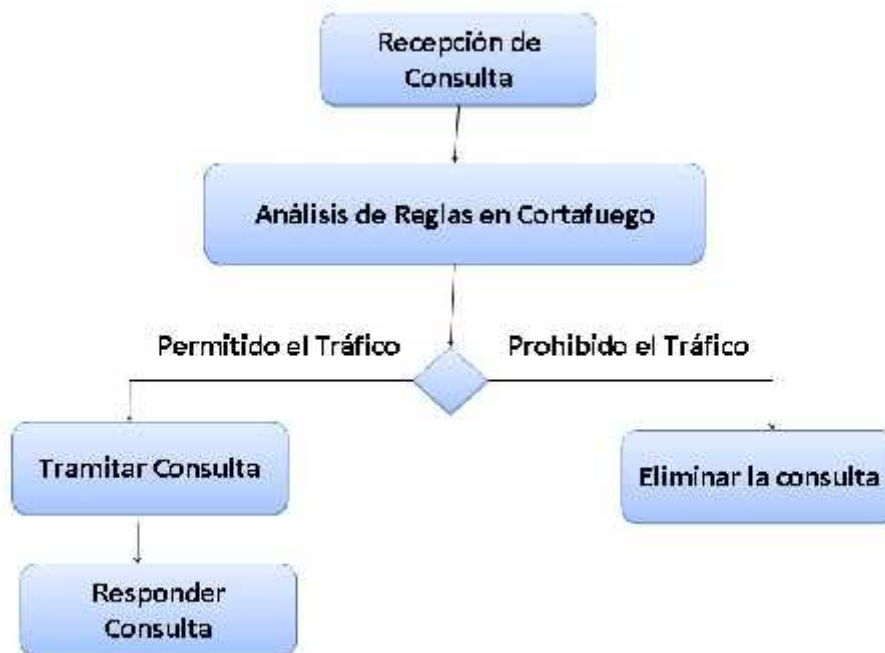 Recepción de
Consulta
Análisis de Reglas en Cortafuego
Permitido el Tráfico
Prohibido el Tráfico
Tramitar Consulta
Eliminar la consulta
Responder
Consulta